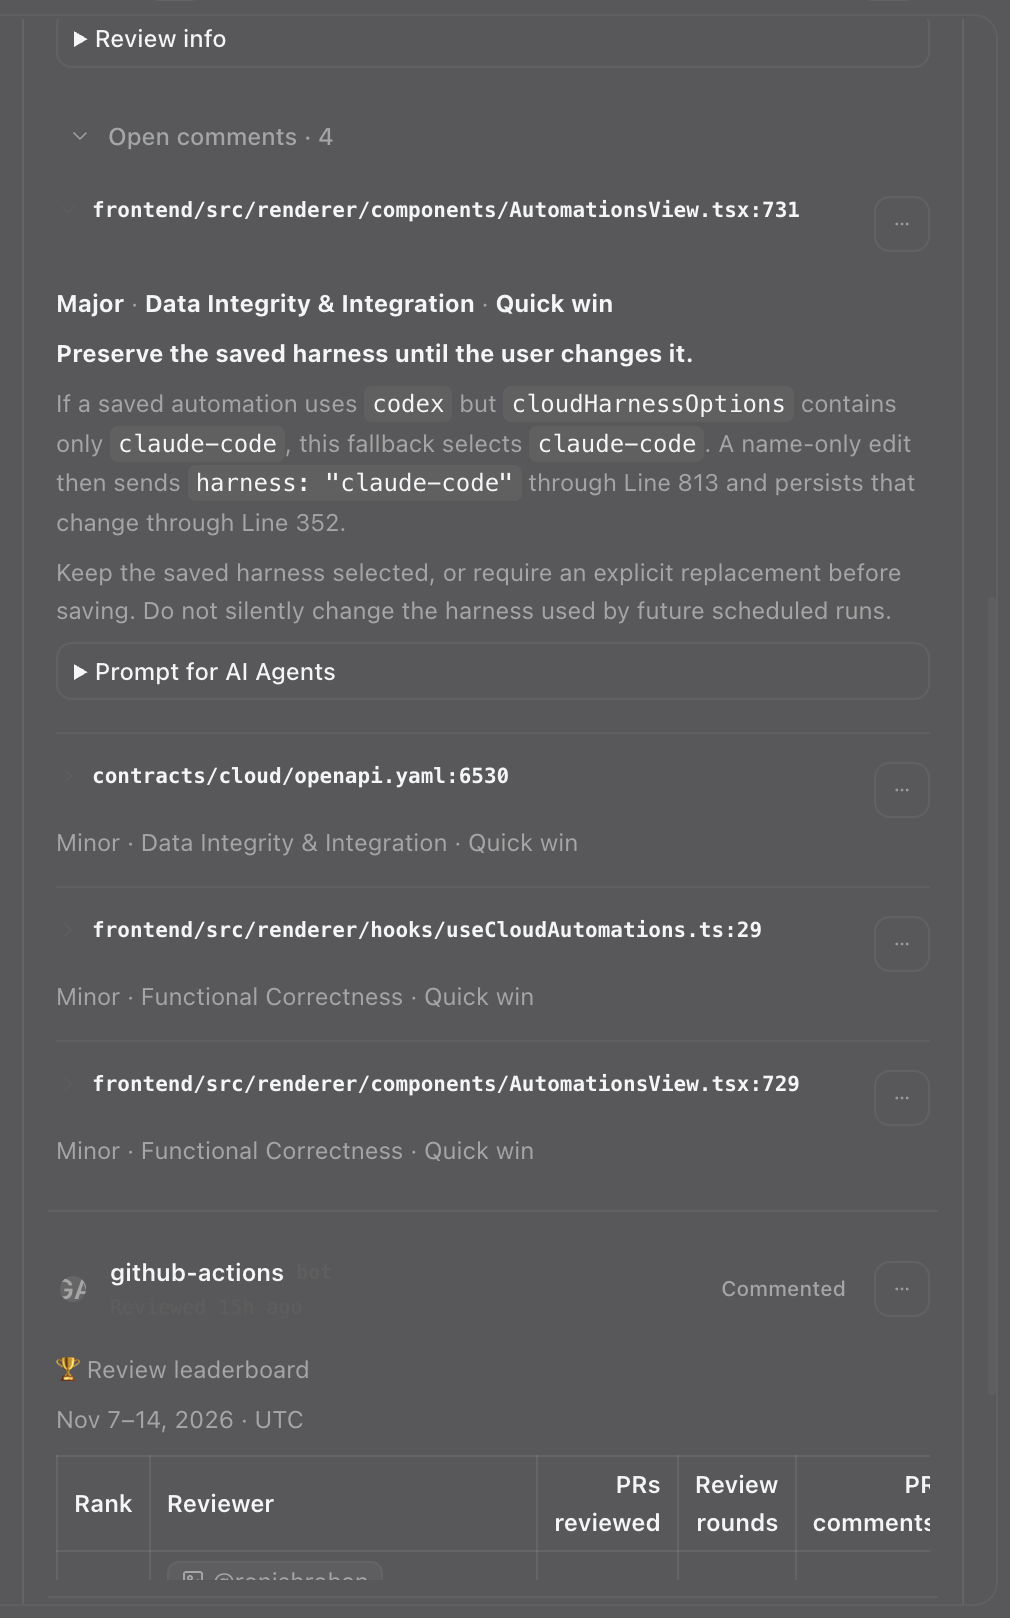 ▶ Review info
Open comments · 4
frontend/src/renderer/components/AutomationsView.tsx:731
Major · Data Integrity & Integration · Quick win
Preserve the saved harness until the user changes it.
If a saved automation uses codex but cloudHarnessOptions contains
only claude-code, this fallback selects claude-code. A name-only edit
then sends harness: "claude-code" through Line 813 and persists that
change through Line 352.
Keep the saved harness selected, or require an explicit replacement before
saving. Do not silently change the harness used by future scheduled runs.
▶ Prompt for AI Agents
contracts/cloud/openapi.yaml:6530
Minor · Data Integrity & Integration · Quick win
frontend/src/renderer/hooks/useCloudAutomations.ts:29
Minor · Functional Correctness · Quick win
frontend/src/renderer/components/AutomationsView.tsx:729
Minor · Functional Correctness · Quick win
GA
github-actions bot
Commented
Reviewed 15h ago
🏆 Review leaderboard
Nov 7–14, 2026 · UTC
Rank Reviewer PRs reviewed Review rounds PR comments